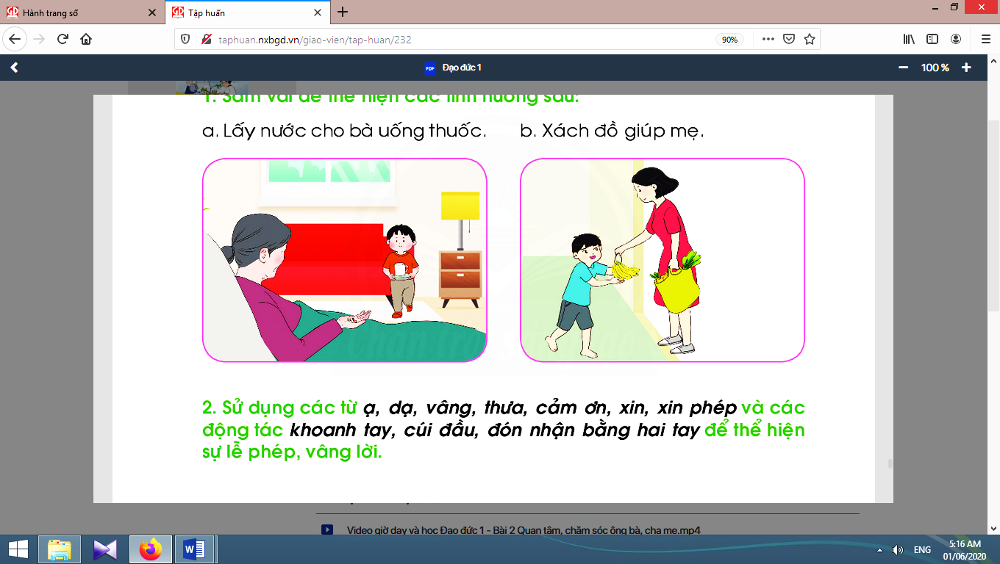 Hành trang số
Tập huấn
taphuan.nxbgd.vn/giao-vien/tap-huan/232
90%
PDF Đạo đức 1
100 %
1. Sắm vai để thể hiện các tình huống sau:
a. Lấy nước cho bà uống thuốc. b. Xách đồ giúp mẹ.
2. Sử dụng các từ ạ, dạ, vâng, thưa, cảm ơn, xin, xin phép và các
động tác khoanh tay, cúi đầu, đón nhận bằng hai tay để thể hiện
sự lễ phép, vâng lời.
Video giờ dạy và học Đạo đức 1 - Bài 2 Quan tâm, chăm sóc ông bà, cha mẹ.mp4
ENG
5:16 AM
01/06/2020